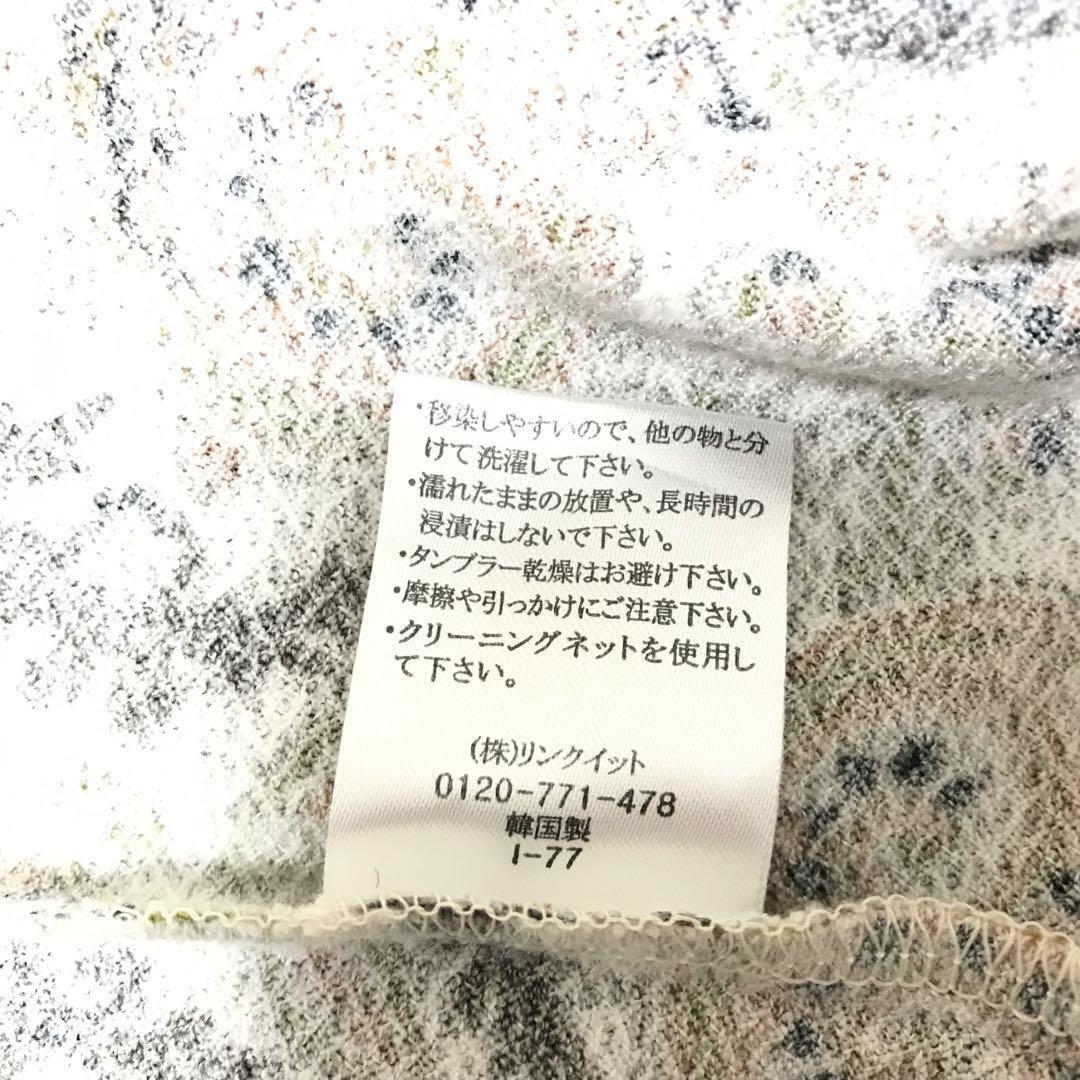 ・移染しやすいので、他の物と分
けて洗濯して下さい。
・濡れたままの放置や、長時間の
浸漬はしないで下さい。
・タンブラー乾燥はお避け下さい。
・摩擦や引っかけにご注意下さい。
・クリーニングネットを使用し
て下さい。
(株)リンクイット
0120-771-478
韓国製
I-77